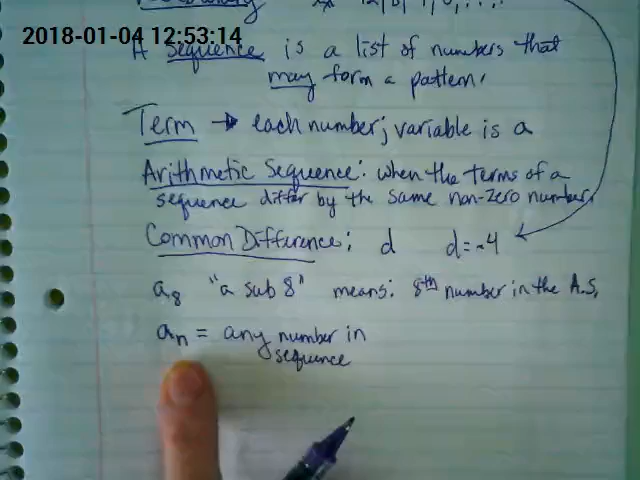 2018-01-04 12:53:14
A sequence is a list of numbers that
may form a pattern.
Term → each number; variable is a
Arithmetic Sequence: when the terms of a
sequence differ by the same non-zero number.
Common Difference: d d=-4
a₈ "a sub 8" means: 8th number in the A.S.
aₙ = any number in
sequence